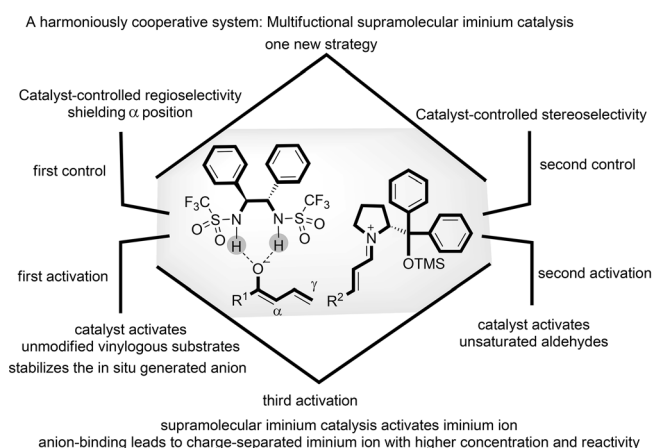 A harmoniously cooperative system: Multifuctional supramolecular iminium catalysis
one new strategy
Catalyst-controlled regioselectivity
shielding α position
Catalyst-controlled stereoselectivity
first control
second control
F3C
CF3
S
N
N
S
O
O
O
O
H
H
O
−
R1
α
γ
N
+
OTMS
R2
first activation
second activation
catalyst activates
unmodified vinylogous substrates
stabilizes the in situ generated anion
catalyst activates
unsaturated aldehydes
third activation
supramolecular iminium catalysis activates iminium ion
anion-binding leads to charge-separated iminium ion with higher concentration and reactivity